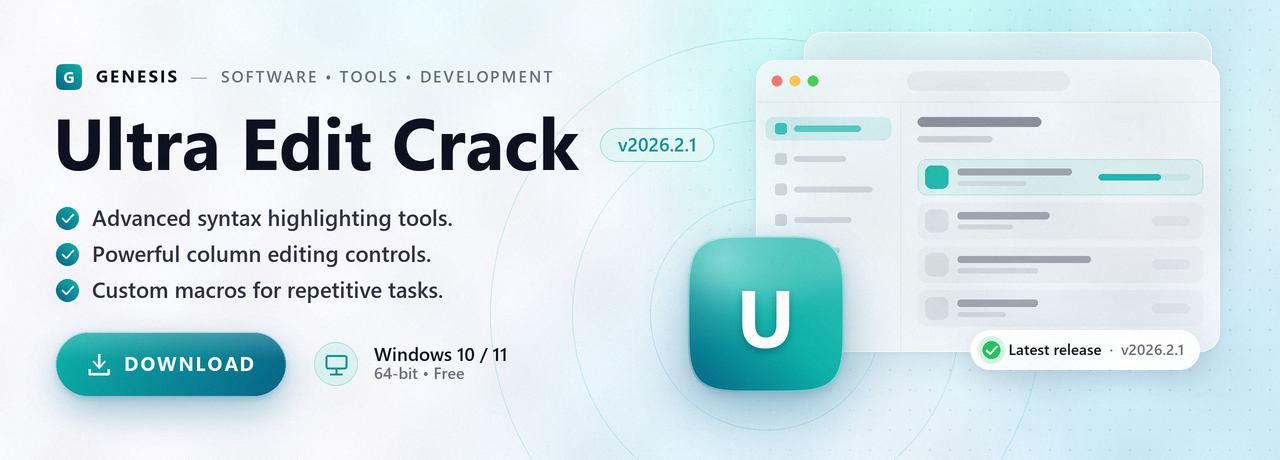 G GENESIS — SOFTWARE • TOOLS • DEVELOPMENT
Ultra Edit Crack v2026.2.1
Advanced syntax highlighting tools.
Powerful column editing controls.
Custom macros for repetitive tasks.
DOWNLOAD
Windows 10 / 11
64-bit • Free
U
Latest release · v2026.2.1